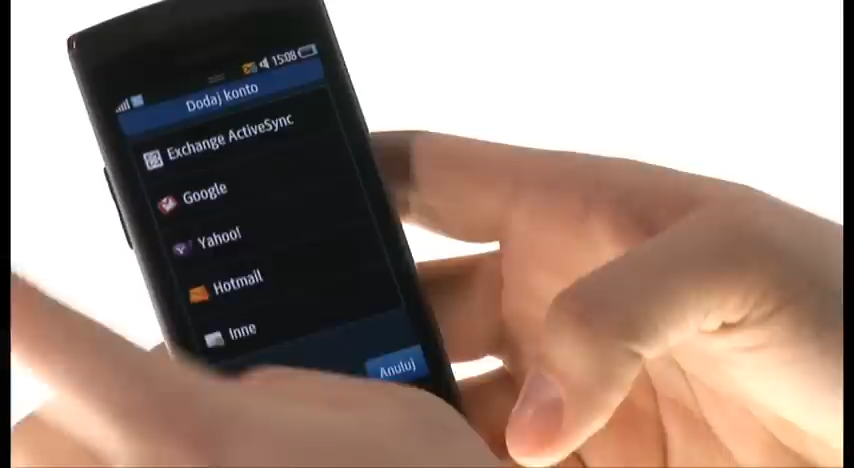 15:08
Dodaj konto
Exchange ActiveSync
Google
Yahoo!
Hotmail
Inne
Anuluj